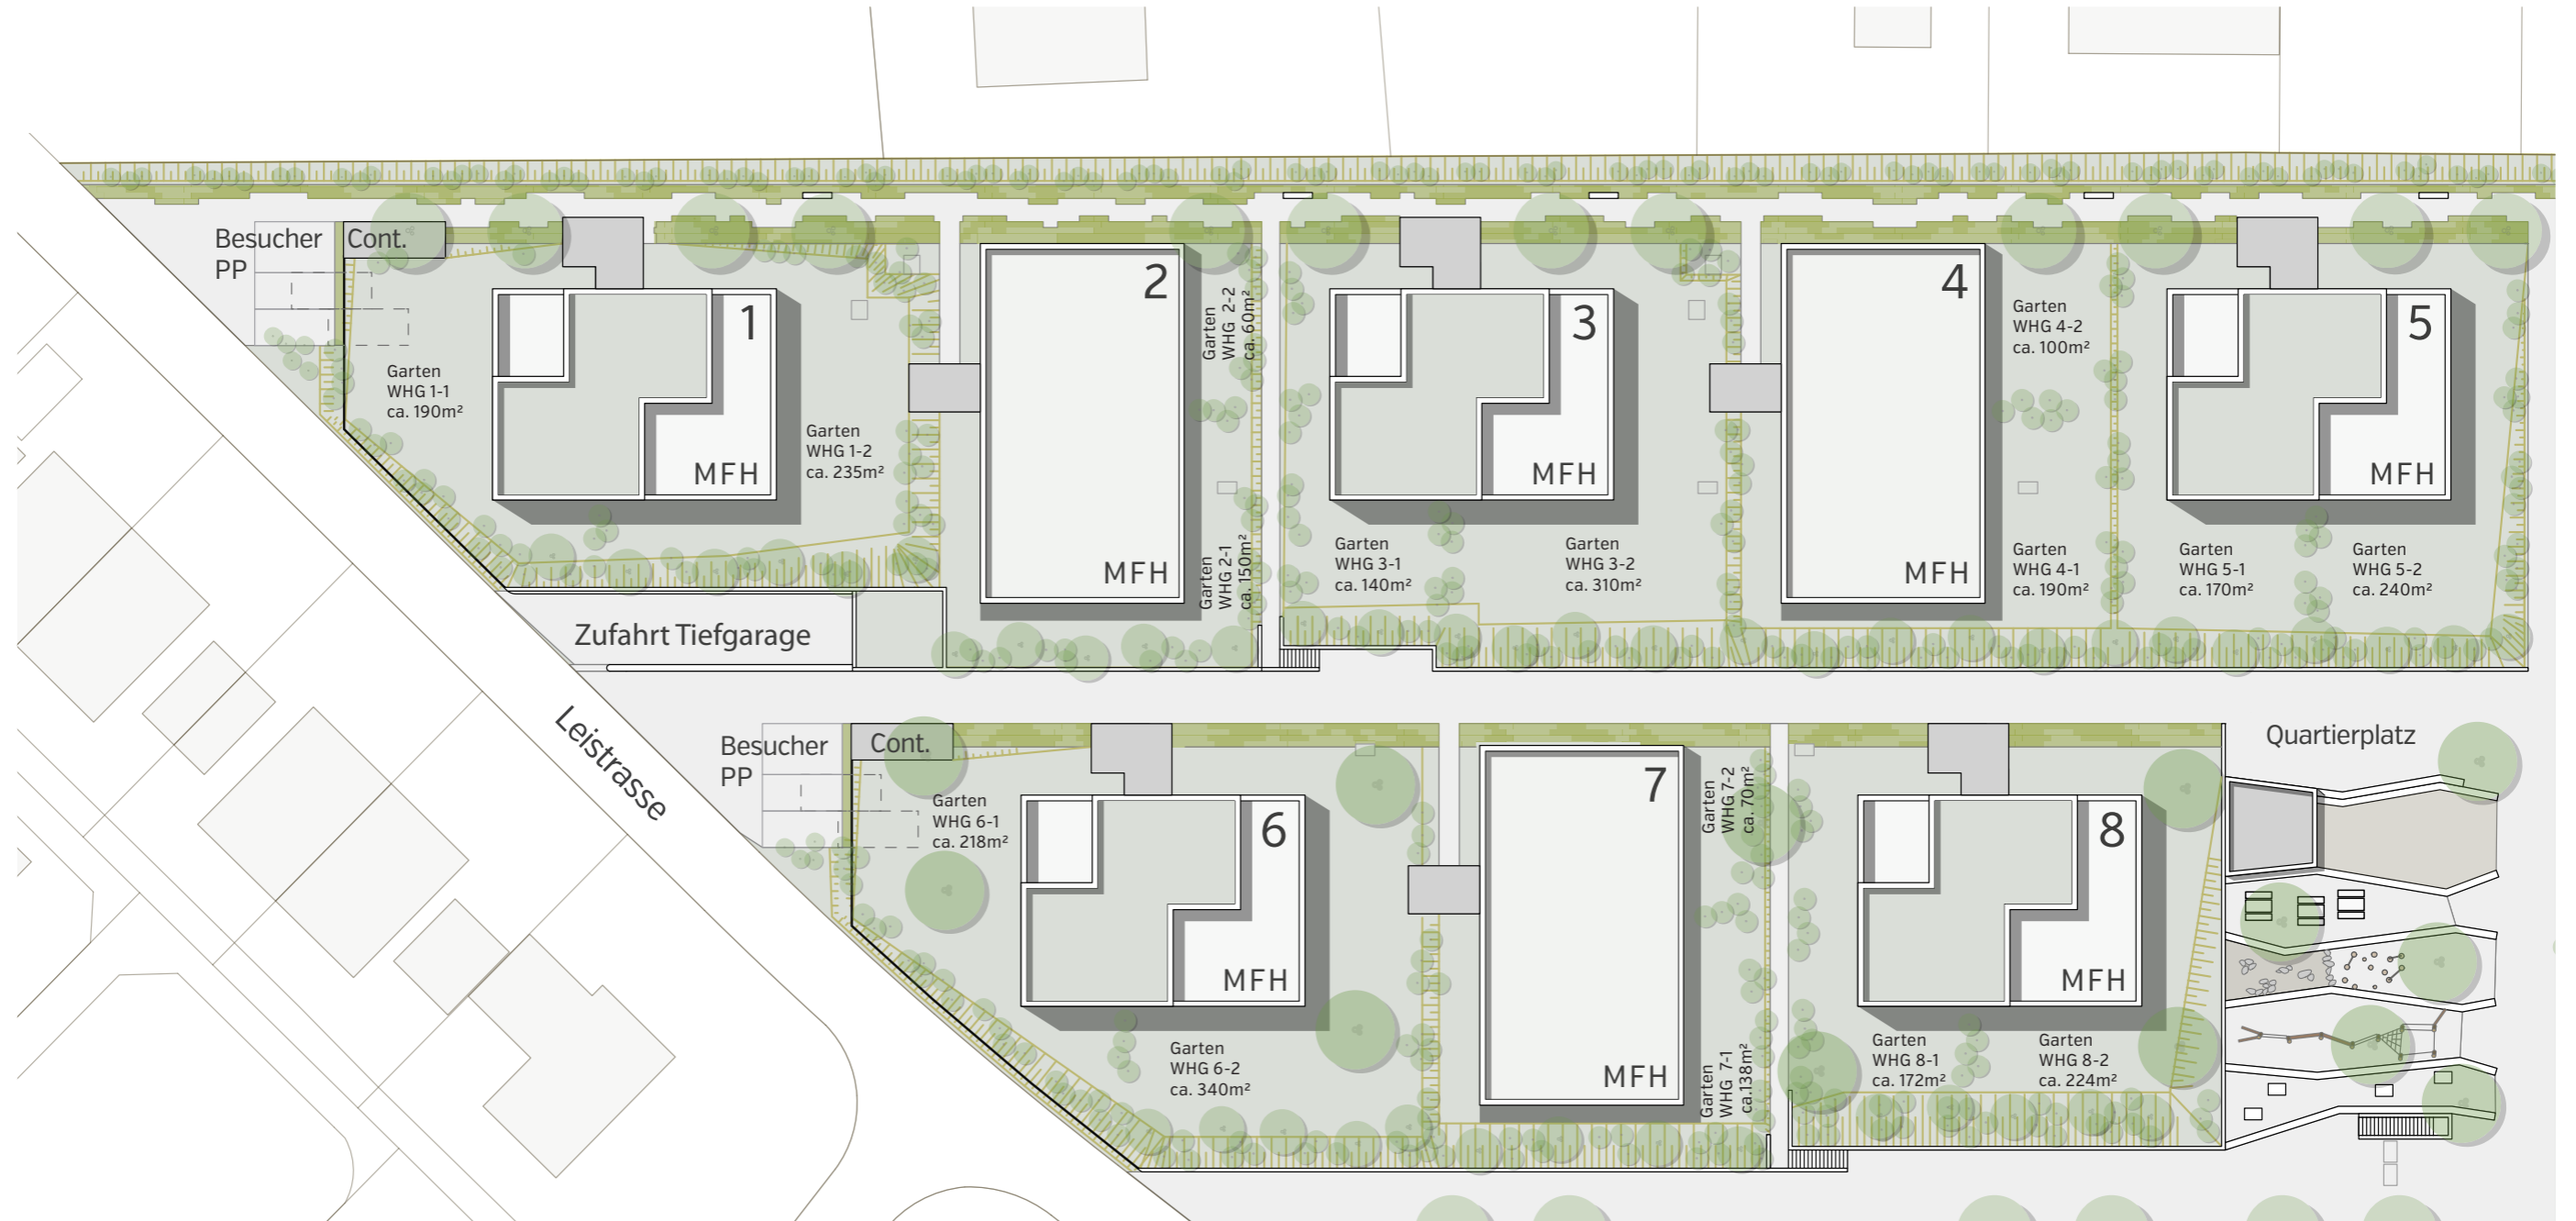 Besucher
PP
Cont.
1
MFH
Garten
WHG 1-1
ca. 190m²
Garten
WHG 1-2
ca. 235m²
2
MFH
Garten
WHG 2-2
ca. 60m²
Garten
WHG 2-1
ca. 150m²
3
MFH
Garten
WHG 3-1
ca. 140m²
Garten
WHG 3-2
ca. 310m²
4
MFH
Garten
WHG 4-2
ca. 100m²
Garten
WHG 4-1
ca. 190m²
5
MFH
Garten
WHG 5-1
ca. 170m²
Garten
WHG 5-2
ca. 240m²
Zufahrt Tiefgarage
Leistrasse
Besucher
PP
Cont.
Garten
WHG 6-1
ca. 218m²
6
MFH
Garten
WHG 6-2
ca. 340m²
7
MFH
Garten
WHG 7-2
ca. 70m²
Garten
WHG 7-1
ca.138m²
8
MFH
Garten
WHG 8-1
ca. 172m²
Garten
WHG 8-2
ca. 224m²
Quartierplatz